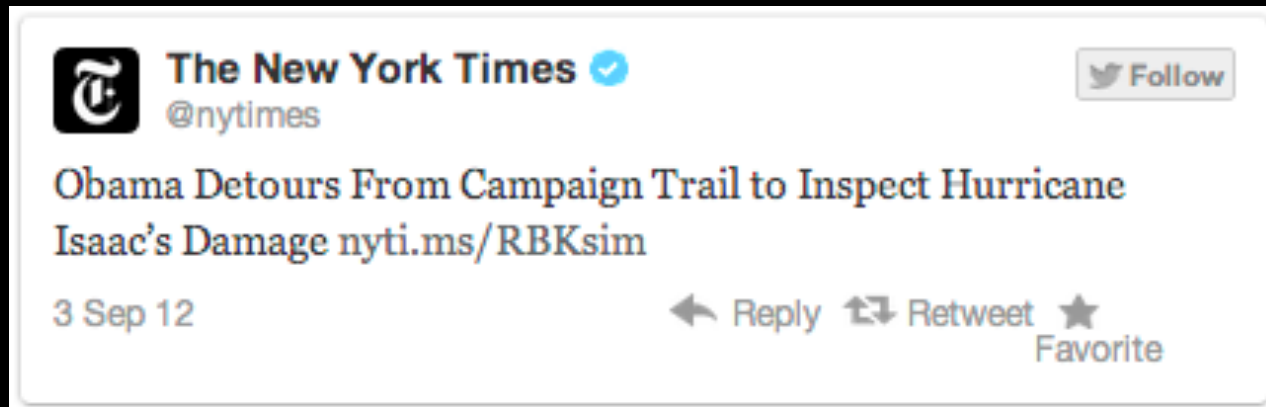 The New York Times
Follow
@nytimes
Obama Detours From Campaign Trail to Inspect Hurricane
Isaac’s Damage nyti.ms/RBKsim
3 Sep 12
Reply Retweet
Favorite